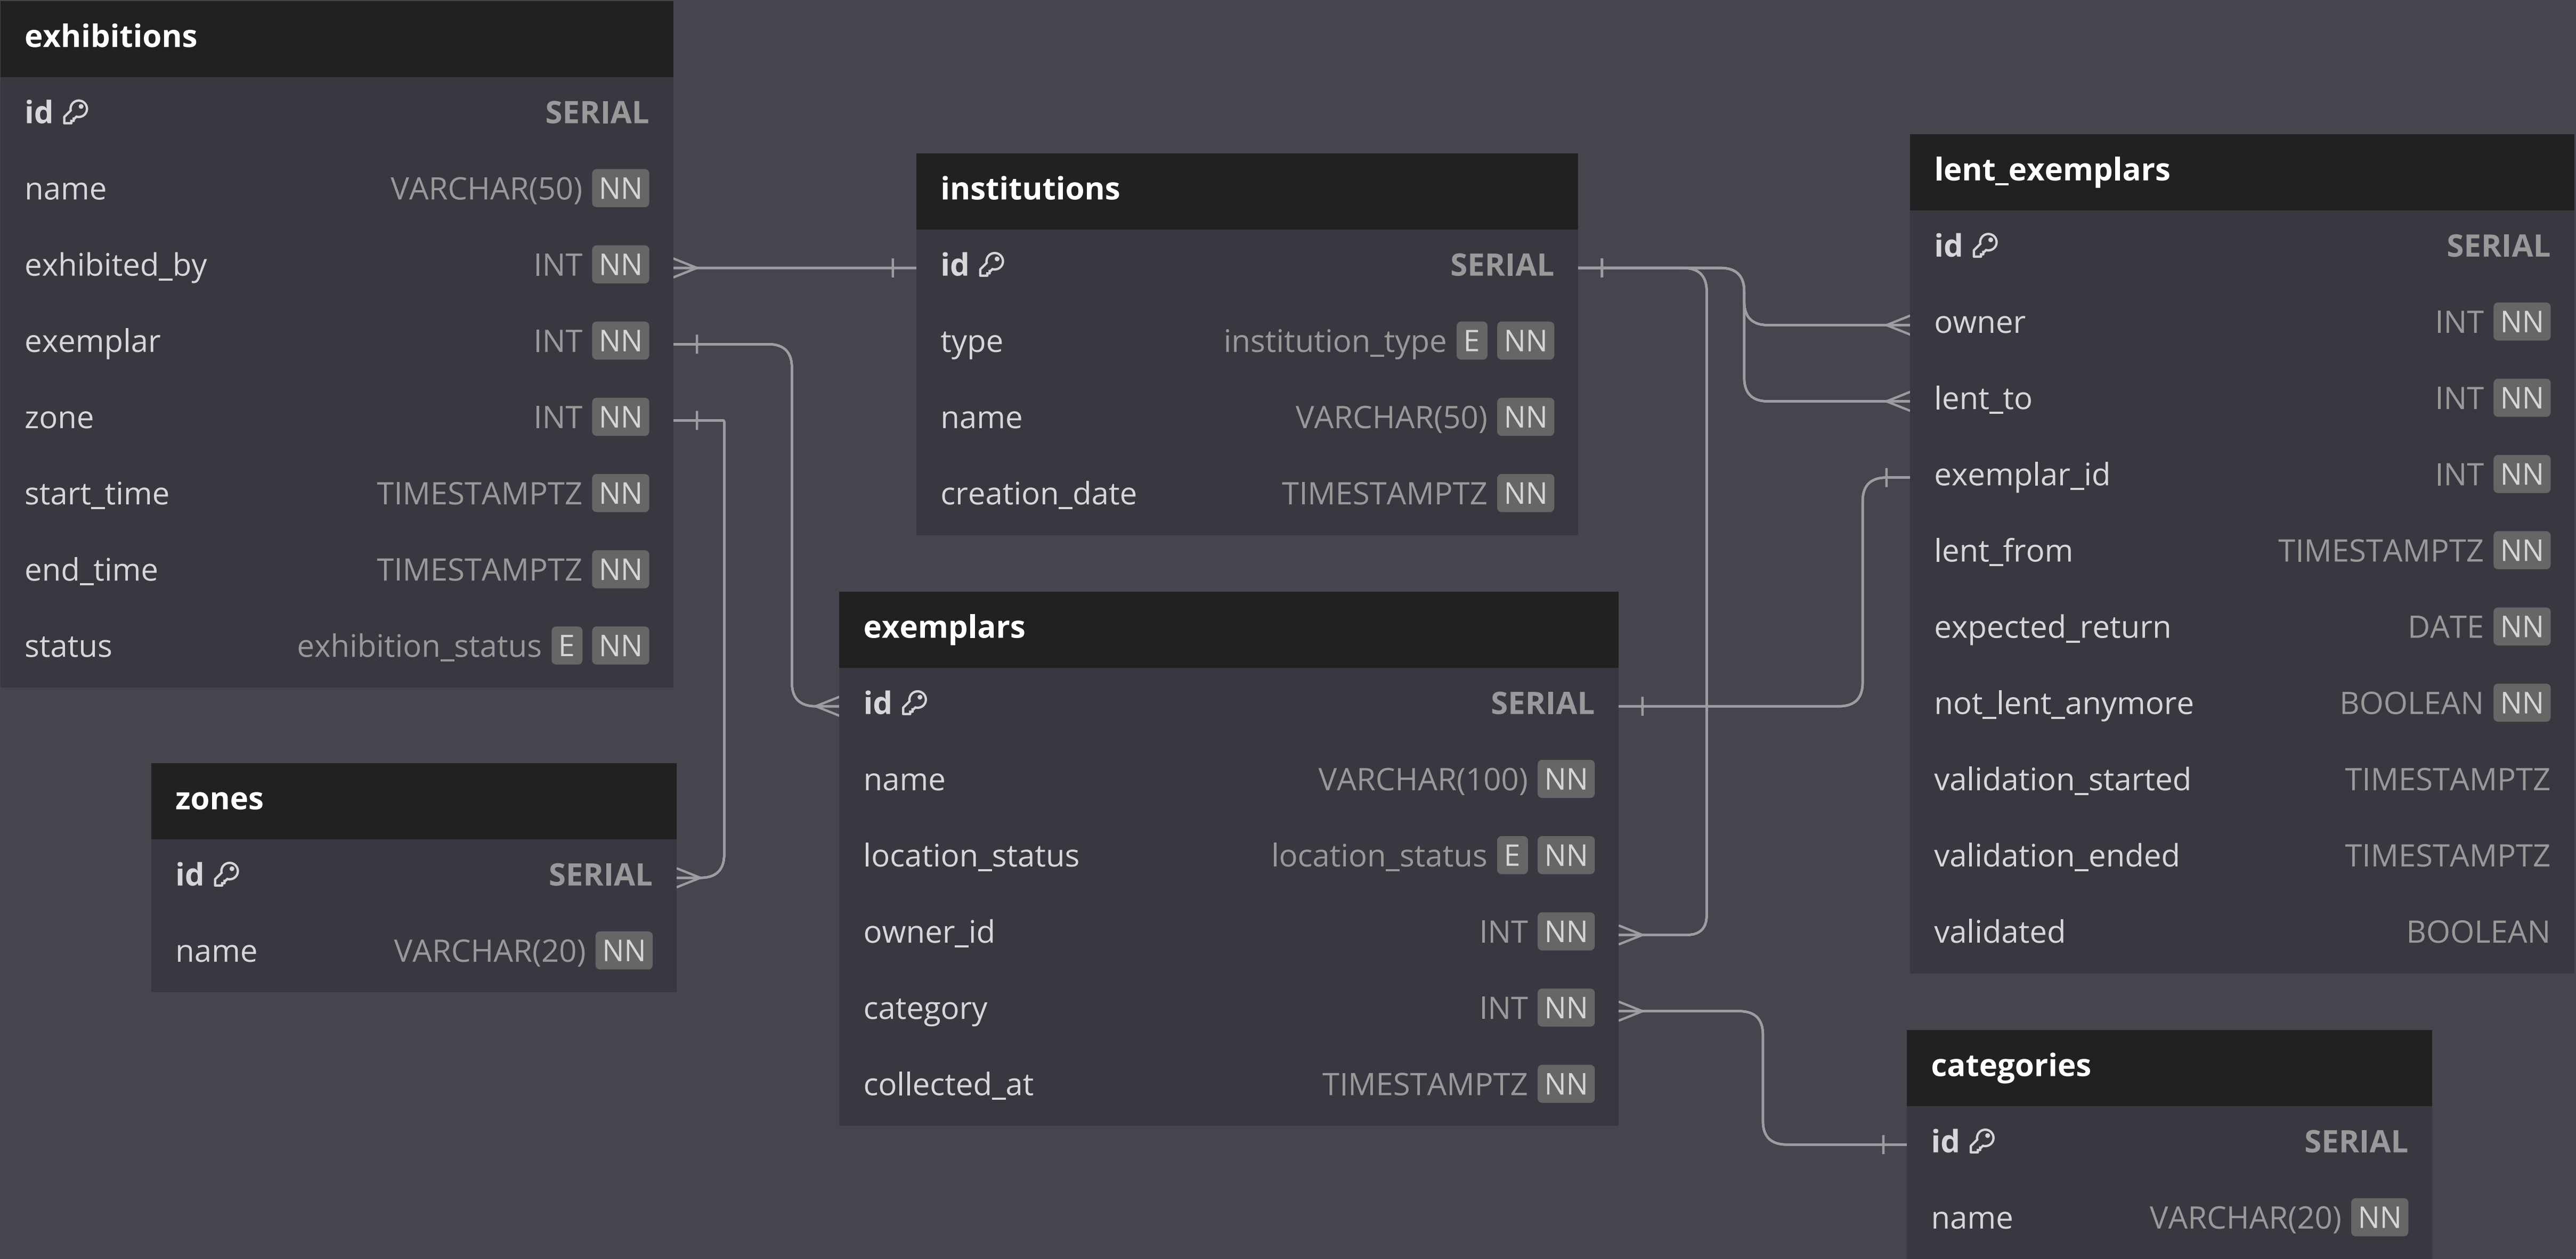 exhibitions
id SERIAL
name VARCHAR(50) NN
exhibited_by INT NN
exemplar INT NN
zone INT NN
start_time TIMESTAMPTZ NN
end_time TIMESTAMPTZ NN
status exhibition_status E NN
institutions
id SERIAL
type institution_type E NN
name VARCHAR(50) NN
creation_date TIMESTAMPTZ NN
lent_exemplars
id SERIAL
owner INT NN
lent_to INT NN
exemplar_id INT NN
lent_from TIMESTAMPTZ NN
expected_return DATE NN
not_lent_anymore BOOLEAN NN
validation_started TIMESTAMPTZ
validation_ended TIMESTAMPTZ
validated BOOLEAN
exemplars
id SERIAL
name VARCHAR(100) NN
location_status location_status E NN
owner_id INT NN
category INT NN
collected_at TIMESTAMPTZ NN
zones
id SERIAL
name VARCHAR(20) NN
categories
id SERIAL
name VARCHAR(20) NN